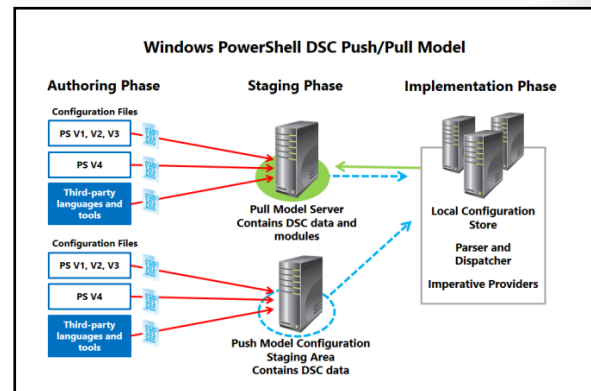 Windows PowerShell DSC Push/Pull Model
Authoring Phase
Staging Phase
Implementation Phase
Configuration Files
PS V1, V2, V3
PS V4
Third-party
languages and
tools
Pull Model Server
Contains DSC data and
modules
Local Configuration
Store
Parser and
Dispatcher
Imperative Providers
Configuration Files
PS V1, V2, V3
PS V4
Third-party
languages and
tools
Push Model Configuration
Staging Area
Contains DSC data